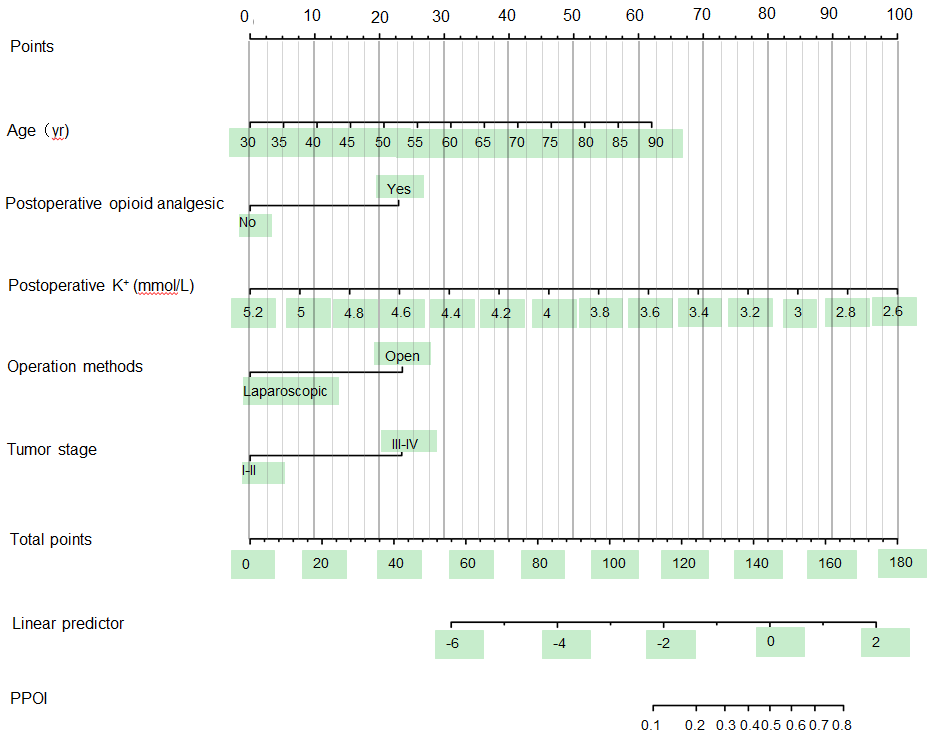 0 10 20 30 40 50 60 70 80 90 100
Points
Age（yr)
30 35 40 45 50 55 60 65 70 75 80 85 90
Yes
Postoperative opioid analgesic
No
Postoperative K⁺ (mmol/L)
5.2 5 4.8 4.6 4.4 4.2 4 3.8 3.6 3.4 3.2 3 2.8 2.6
Open
Operation methods
Laparoscopic
III-IV
Tumor stage
I-II
Total points
0 20 40 60 80 100 120 140 160 180
Linear predictor
-6 -4 -2 0 2
PPOI
0.1 0.2 0.3 0.4 0.5 0.6 0.7 0.8